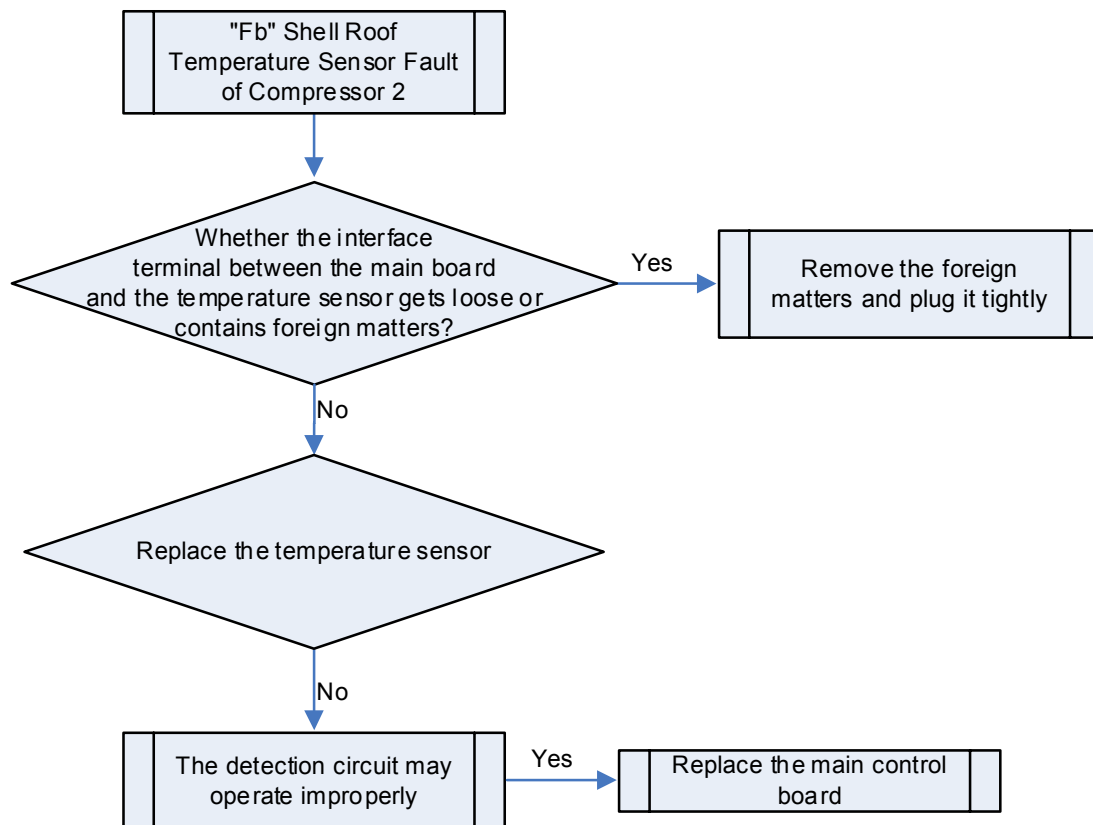 "Fb" Shell Roof
Temperature Sensor Fault
of Compressor 2
Whether the interface
terminal between the main board
and the temperature sensor gets loose or
contains foreign matters?
Yes
Remove the foreign
matters and plug it tightly
No
Replace the temperature sensor
No
The detection circuit may
operate improperly
Yes
Replace the main control
board